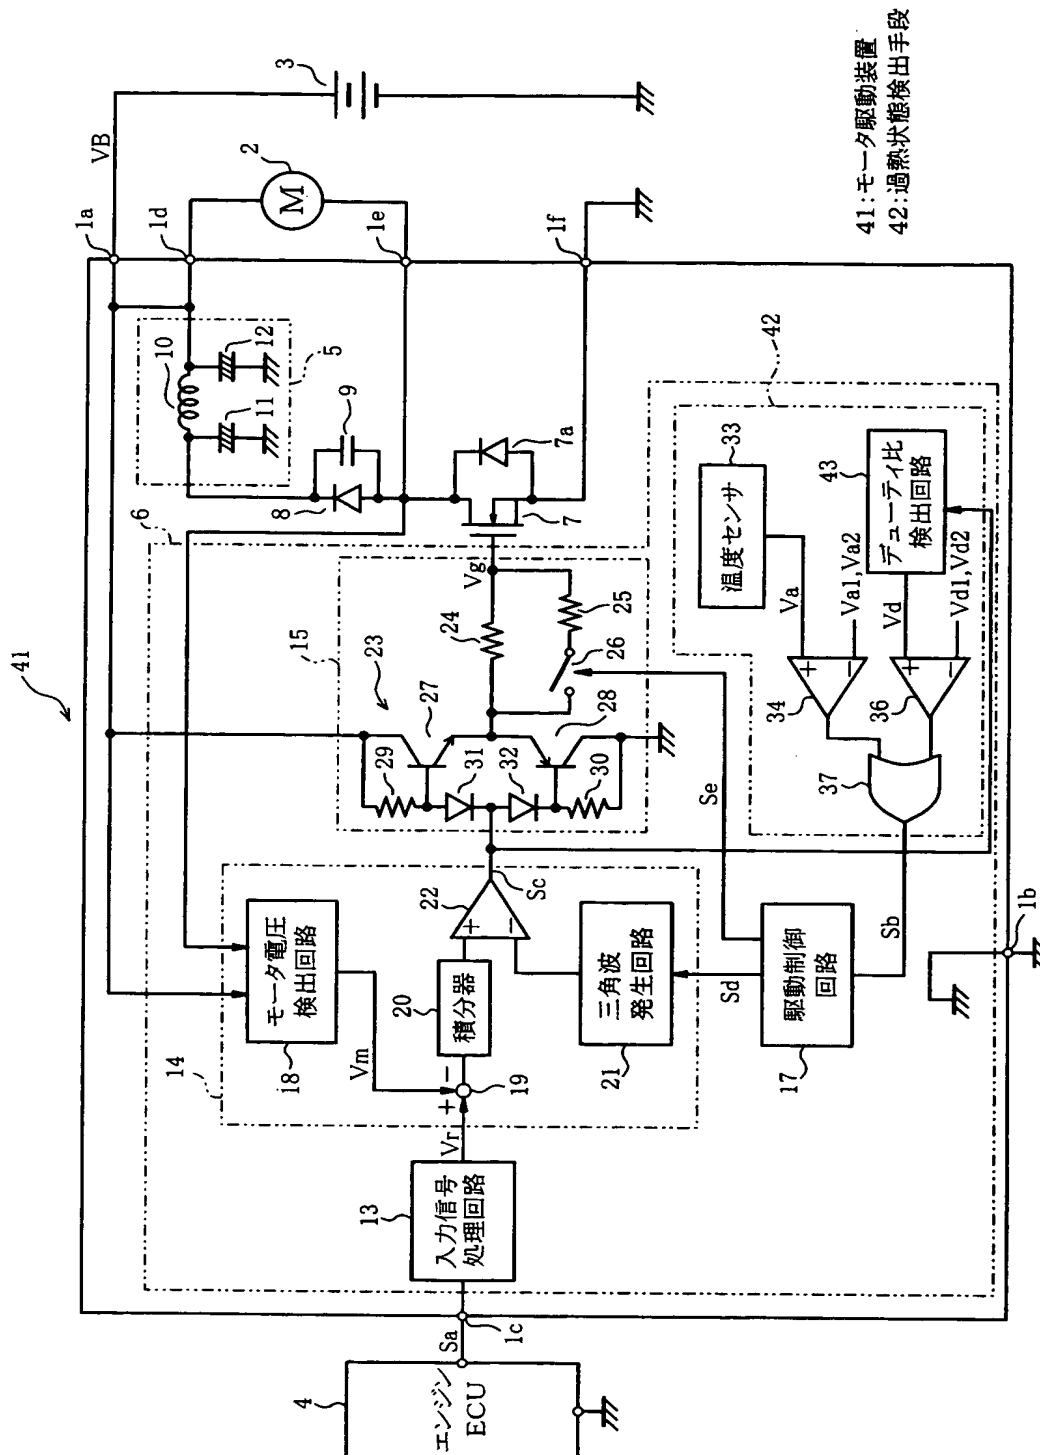 41
4
エンジン
ECU
Sa
1c
13
入力信号
処理回路
Vr
14
18
モータ電圧
検出回路
Vm
+
−
19
20
積分器
21
三角波
発生回路
22
+
−
Sc
17
駆動制御
回路
Sd
Sb
Se
1b
6
15
23
29
27
31
32
28
30
24
25
26
Vg
7
7a
8
9
5
10
11
12
1a
VB
1d
2
M
1e
1f
3
42
33
温度センサ
Va
Va1,Va2
+
−
34
43
デューティ比
検出回路
Vd
Vd1,Vd2
+
−
36
37
41:モータ駆動装置
42:過熱状態検出手段